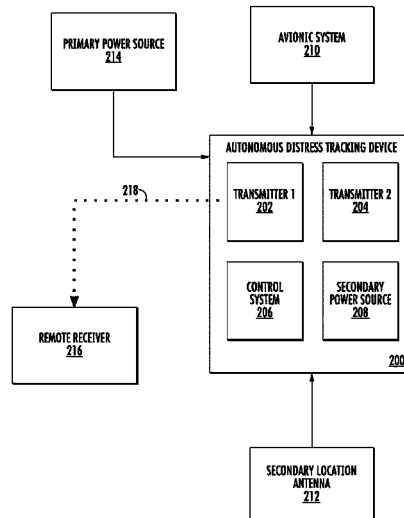 PRIMARY POWER SOURCE
214
AVIONIC SYSTEM
210
AUTONOMOUS DISTRESS TRACKING DEVICE
TRANSMITTER 1
202
TRANSMITTER 2
204
218
CONTROL
SYSTEM
206
SECONDARY
POWER SOURCE
208
REMOTE RECEIVER
216
200
SECONDARY LOCATION
ANTENNA
212